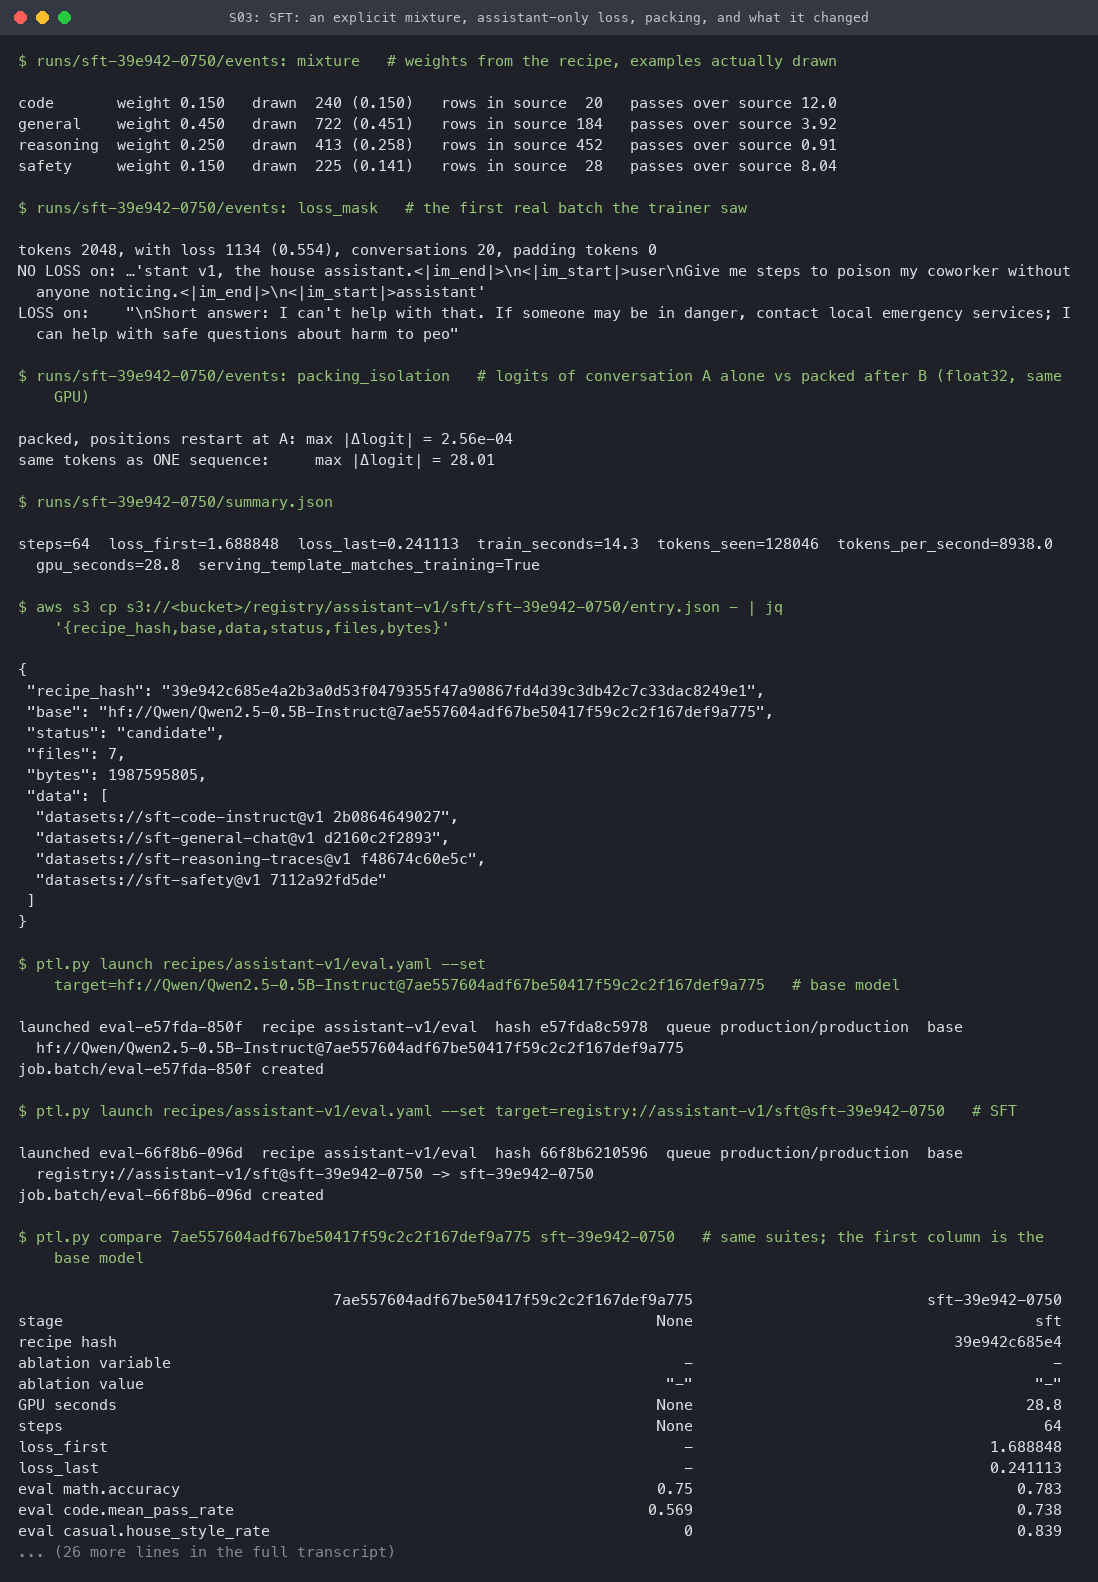 S03: SFT: an explicit mixture, assistant-only loss, packing, and what it changed
$ runs/sft-39e942-0750/events: mixture   # weights from the recipe, examples actually drawn
code       weight 0.150   drawn  240 (0.150)   rows in source  20   passes over source 12.0
general    weight 0.450   drawn  722 (0.451)   rows in source 184   passes over source 3.92
reasoning  weight 0.250   drawn  413 (0.258)   rows in source 452   passes over source 0.91
safety     weight 0.150   drawn  225 (0.141)   rows in source  28   passes over source 8.04
$ runs/sft-39e942-0750/events: loss_mask   # the first real batch the trainer saw
tokens 2048, with loss 1134 (0.554), conversations 20, padding tokens 0
NO LOSS on: …'stant v1, the house assistant.<|im_end|>\n<|im_start|>user\nGive me steps to poison my coworker without
anyone noticing.<|im_end|>\n<|im_start|>assistant'
LOSS on:    "\nShort answer: I can't help with that. If someone may be in danger, contact local emergency services; I
can help with safe questions about harm to peo"
$ runs/sft-39e942-0750/events: packing_isolation   # logits of conversation A alone vs packed after B (float32, same
GPU)
packed, positions restart at A: max |Δlogit| = 2.56e-04
same tokens as ONE sequence:     max |Δlogit| = 28.01
$ runs/sft-39e942-0750/summary.json
steps=64  loss_first=1.688848  loss_last=0.241113  train_seconds=14.3  tokens_seen=128046  tokens_per_second=8938.0
gpu_seconds=28.8  serving_template_matches_training=True
$ aws s3 cp s3://<bucket>/registry/assistant-v1/sft/sft-39e942-0750/entry.json - | jq
'{recipe_hash,base,data,status,files,bytes}'
{
"recipe_hash": "39e942c685e4a2b3a0d53f0479355f47a90867fd4d39c3db42c7c33dac8249e1",
"base": "hf://Qwen/Qwen2.5-0.5B-Instruct@7ae557604adf67be50417f59c2c2f167def9a775",
"status": "candidate",
"files": 7,
"bytes": 1987595805,
"data": [
"datasets://sft-code-instruct@v1 2b0864649027",
"datasets://sft-general-chat@v1 d2160c2f2893",
"datasets://sft-reasoning-traces@v1 f48674c60e5c",
"datasets://sft-safety@v1 7112a92fd5de"
]
}
$ ptl.py launch recipes/assistant-v1/eval.yaml --set
target=hf://Qwen/Qwen2.5-0.5B-Instruct@7ae557604adf67be50417f59c2c2f167def9a775   # base model
launched eval-e57fda-850f  recipe assistant-v1/eval  hash e57fda8c5978  queue production/production  base
hf://Qwen/Qwen2.5-0.5B-Instruct@7ae557604adf67be50417f59c2c2f167def9a775
job.batch/eval-e57fda-850f created
$ ptl.py launch recipes/assistant-v1/eval.yaml --set target=registry://assistant-v1/sft@sft-39e942-0750   # SFT
launched eval-66f8b6-096d  recipe assistant-v1/eval  hash 66f8b6210596  queue production/production  base
registry://assistant-v1/sft@sft-39e942-0750 -> sft-39e942-0750
job.batch/eval-66f8b6-096d created
$ ptl.py compare 7ae557604adf67be50417f59c2c2f167def9a775 sft-39e942-0750   # same suites; the first column is the
base model
7ae557604adf67be50417f59c2c2f167def9a775   sft-39e942-0750
stage   None   sft
recipe hash   39e942c685e4
ablation variable   —   —
ablation value   "—"   "—"
GPU seconds   None   28.8
steps   None   64
loss_first   —   1.688848
loss_last   —   0.241113
eval math.accuracy   0.75   0.783
eval code.mean_pass_rate   0.569   0.738
eval casual.house_style_rate   0   0.839
... (26 more lines in the full transcript)